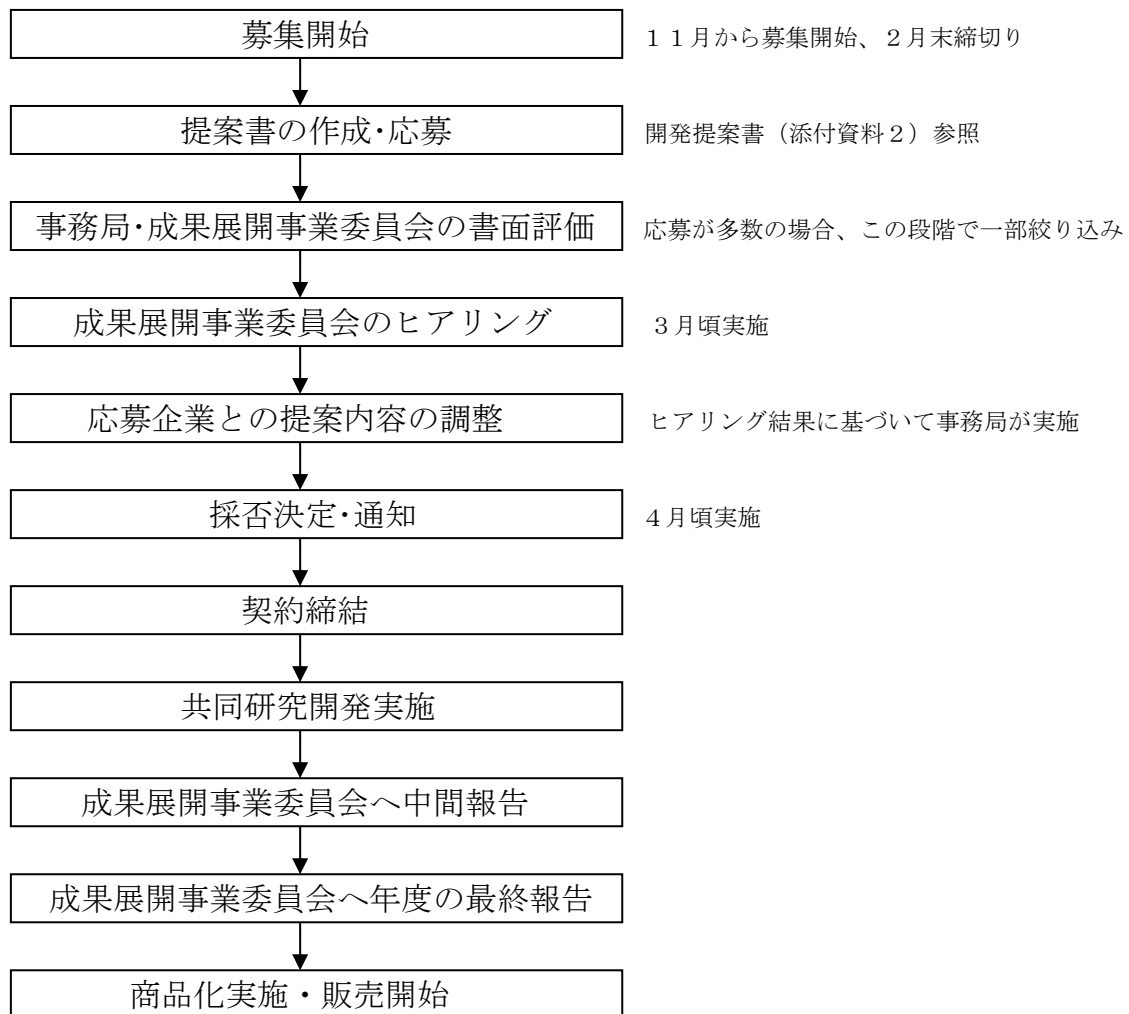 募集開始
１１月から募集開始、２月末締切り
提案書の作成･応募
開発提案書（添付資料２）参照
事務局･成果展開事業委員会の書面評価
応募が多数の場合、この段階で一部絞り込み
成果展開事業委員会のヒアリング
３月頃実施
応募企業との提案内容の調整
ヒアリング結果に基づいて事務局が実施
採否決定･通知
４月頃実施
契約締結
共同研究開発実施
成果展開事業委員会へ中間報告
成果展開事業委員会へ年度の最終報告
商品化実施・販売開始